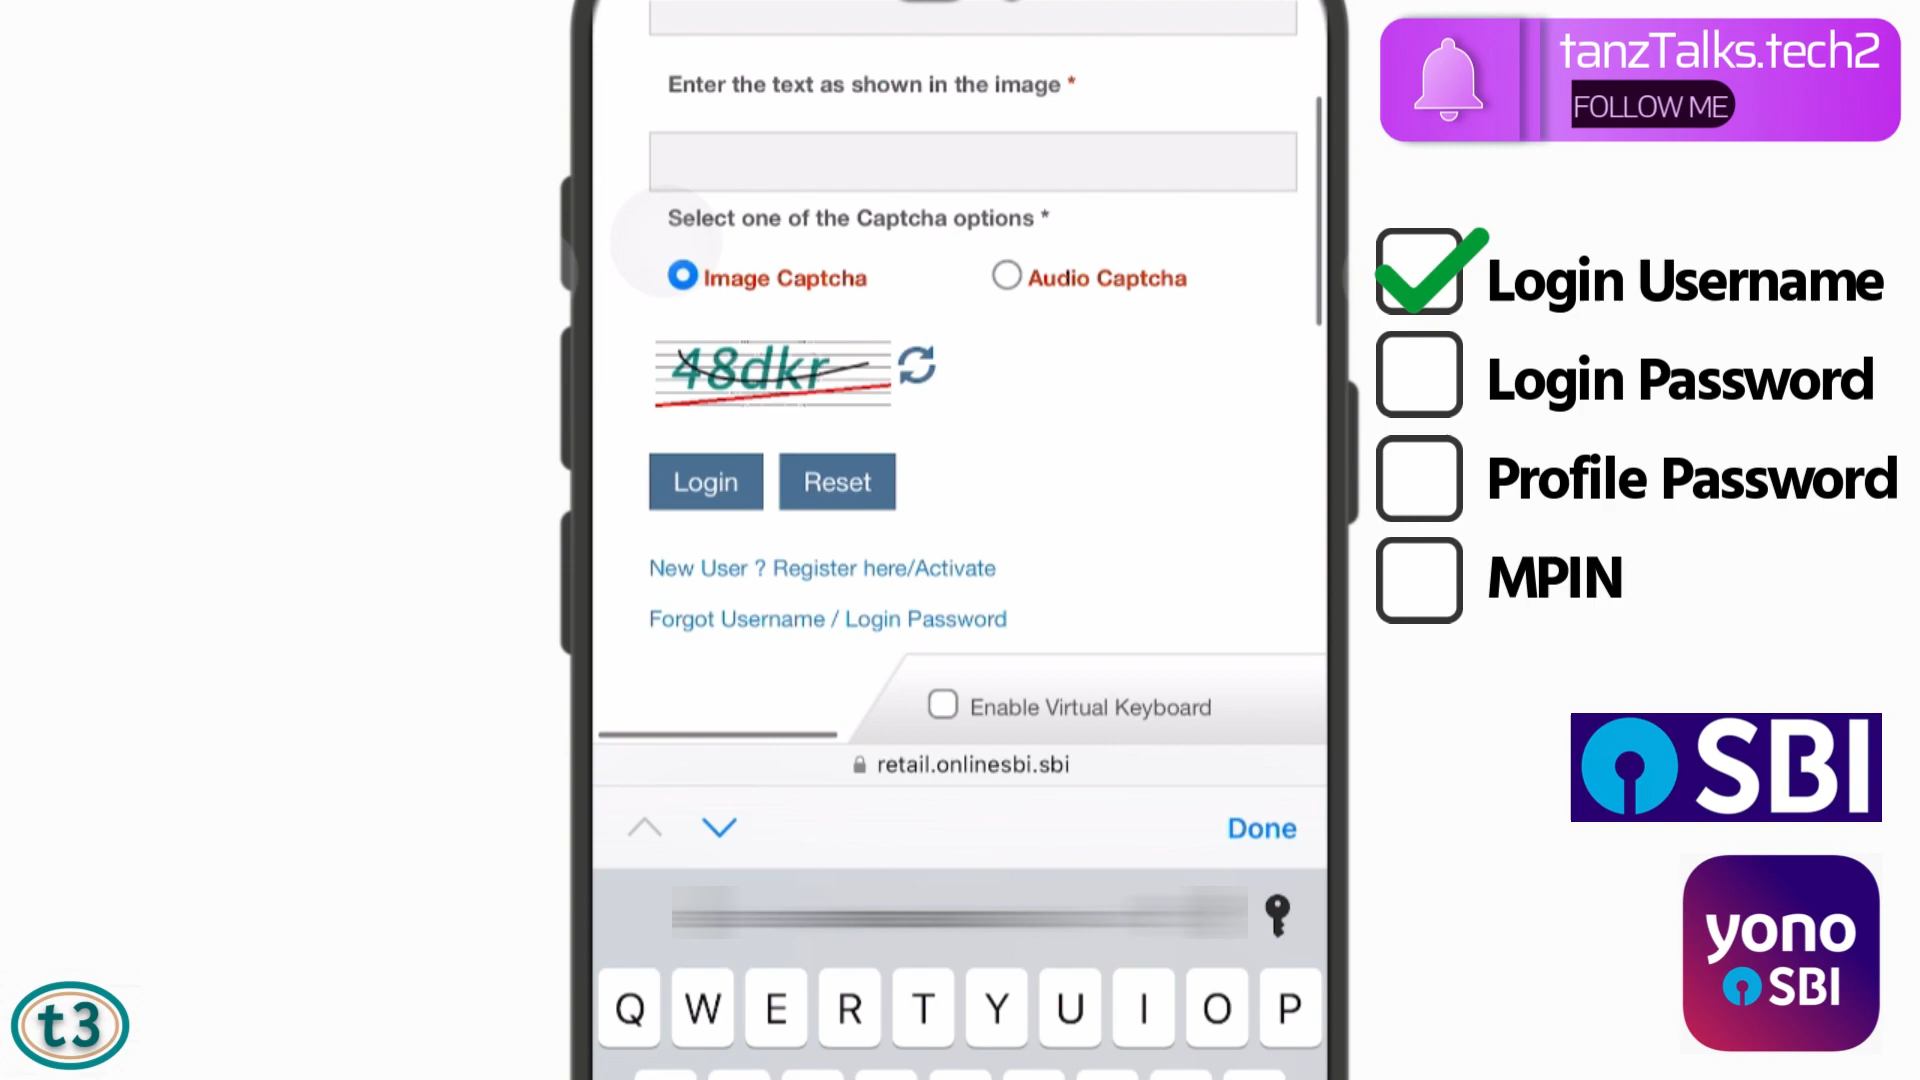 Enter the text as shown in the image *
Select one of the Captcha options *
Image Captcha
Audio Captcha
48dkr
Login
Reset
New User ? Register here/Activate
Forgot Username / Login Password
Enable Virtual Keyboard
retail.onlinesbi.sbi
Done
Q W E R T Y U I O P
tanzTalks.tech2
FOLLOW ME
Login Username
Login Password
Profile Password
MPIN
SBI
yono
SBI
t3